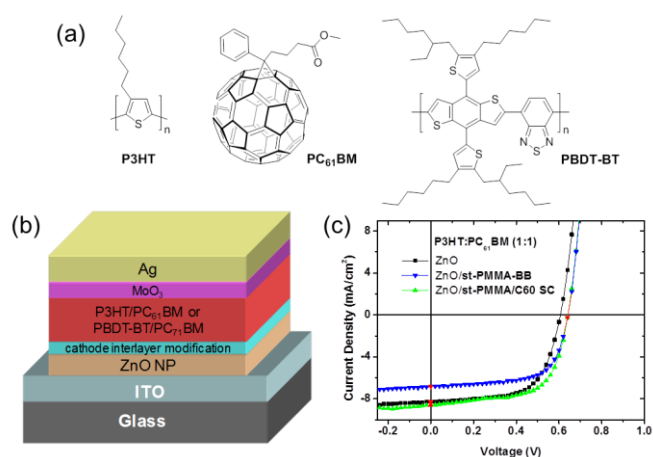 (a)
S
n
P3HT
O
O
PC61BM
S
S
S
S
n
N
S
N
PBDT-BT
(b)
Ag
MoO3
P3HT/PC61BM or
PBDT-BT/PC71BM
cathode interlayer modification
ZnO NP
ITO
Glass
(c)
P3HT:PC61BM (1:1)
ZnO
ZnO/st-PMMA-BB
ZnO/st-PMMA/C60 SC
Current Density (mA/cm2)
8
4
0
-4
-8
-0.2 0.0 0.2 0.4 0.6 0.8 1.0
Voltage (V)